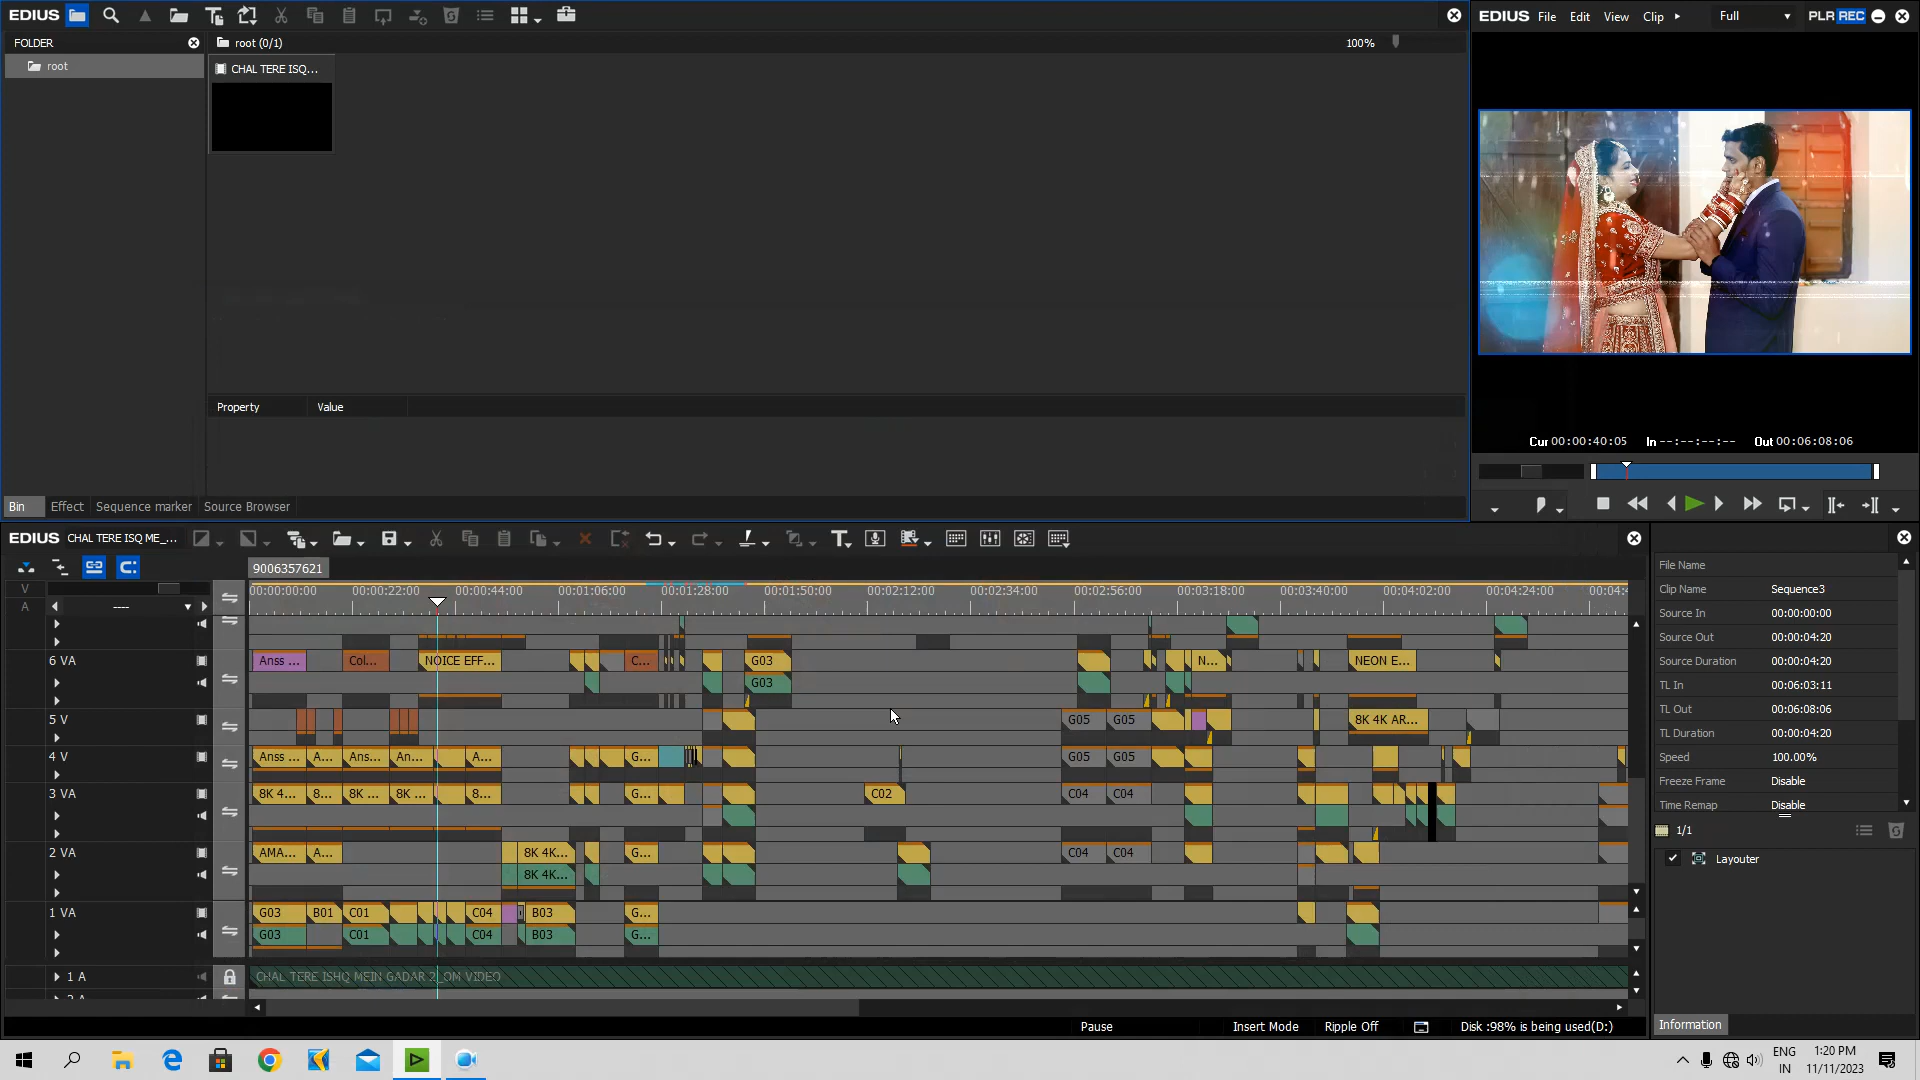 EDIUS
FOLDER
root
root (0/1)
100%
CHAL TERE ISQ...
Property Value
Bin Effect Sequence marker Source Browser
EDIUS File Edit View Clip Full PLR REC
Cur 00:00:40:05 In --:--:--:-- Out 00:06:08:06
EDIUS CHAL TERE ISQ ME_...
9006357621
V
A ----
00:00:00:00 00:00:22:00 00:00:44:00 00:01:06:00 00:01:28:00 00:01:50:00 00:02:12:00 00:02:34:00 00:02:56:00 00:03:18:00 00:03:40:00 00:04:02:00 00:04:24:00 00:04:4
6 VA Anss ... Col... NOICE EFF... C... G03 N... NEON E...
G03
5 V G05 G05 8K 4K AR...
4 V Anss ... A... Ans... An... A... G... G05 G05
3 VA 8K 4... 8... 8K ... 8K ... 8... G... C02 C04 C04
2 VA AMA... A... 8K 4K... G... C04 C04
8K 4K...
1 VA G03 B01 C01 C04 B03 G...
G03 C01 C04 B03 G...
1 A CHAL TERE ISHQ MEIN GADAR 2_OM VIDEO
Pause Insert Mode Ripple Off Disk :98% is being used(D:)
File Name
Clip Name Sequence3
Source In 00:00:00:00
Source Out 00:00:04:20
Source Duration 00:00:04:20
TL In 00:06:03:11
TL Out 00:06:08:06
TL Duration 00:00:04:20
Speed 100.00%
Freeze Frame Disable
Time Remap Disable
1/1
Layouter
Information
ENG
IN
1:20 PM
11/11/2023